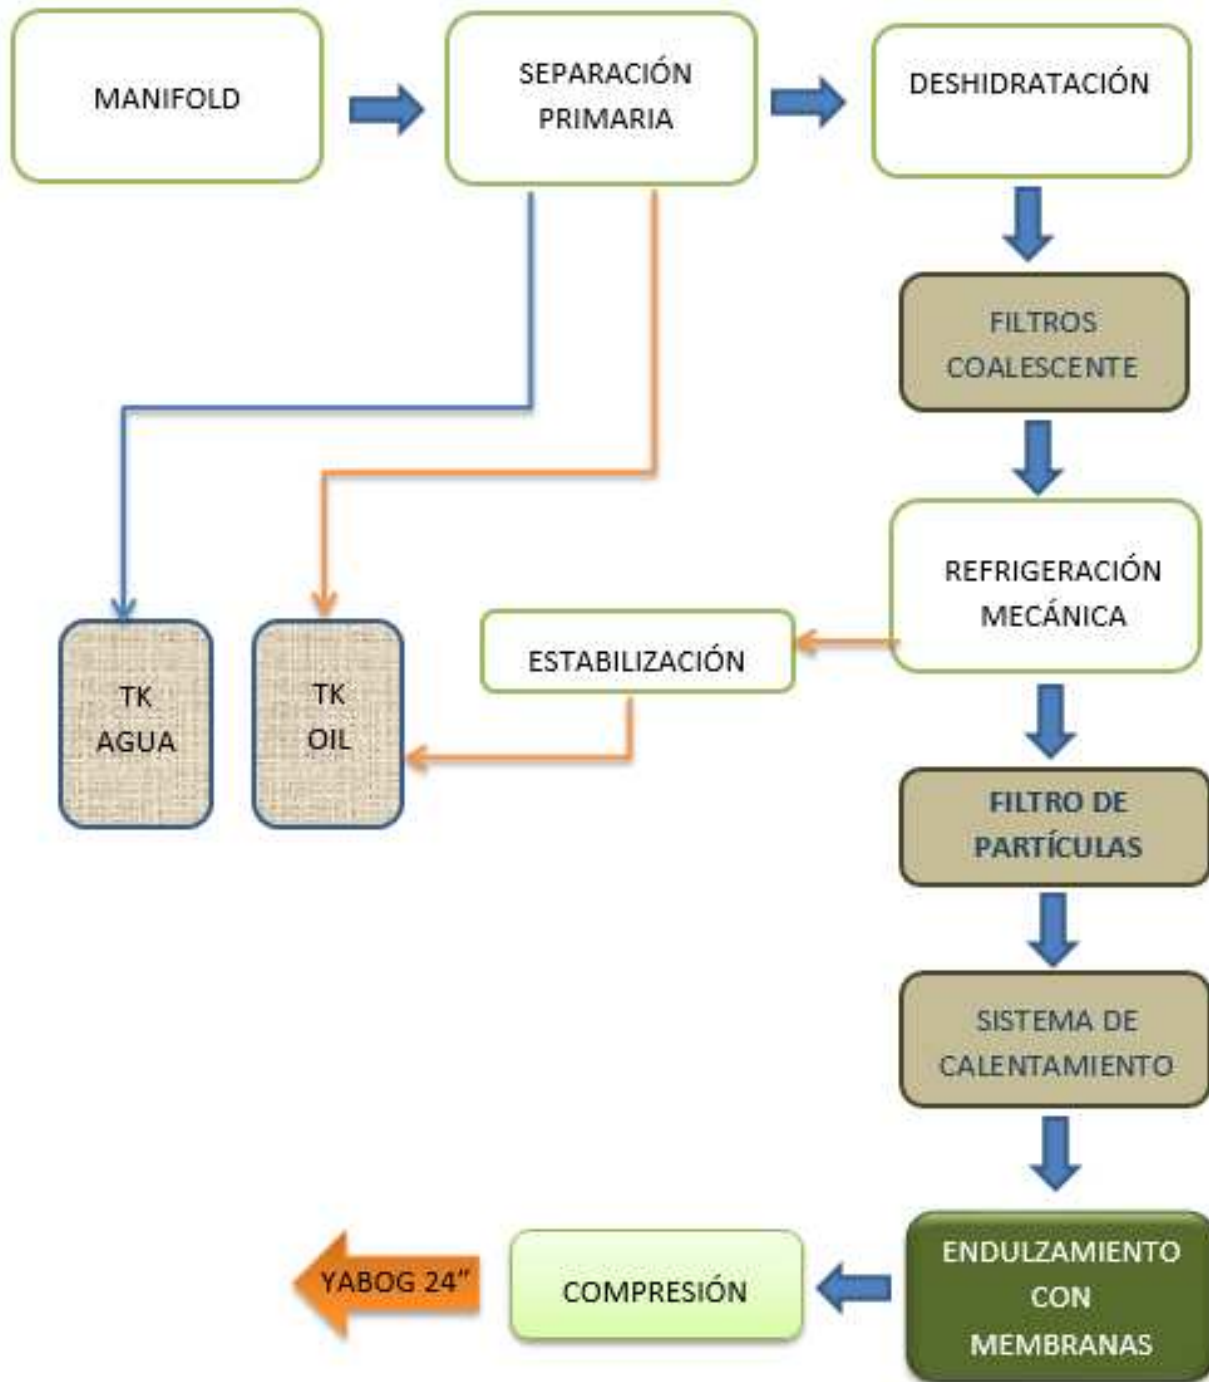 MANIFOLD
SEPARACIÓN
PRIMARIA
DESHIDRATACIÓN
FILTROS
COALESCENTE
REFRIGERACIÓN
MECÁNICA
ESTABILIZACIÓN
TK
AGUA
TK
OIL
FILTRO DE
PARTÍCULAS
SISTEMA DE
CALENTAMIENTO
ENDULZAMIENTO
CON
MEMBRANAS
COMPRESIÓN
YABOG 24"